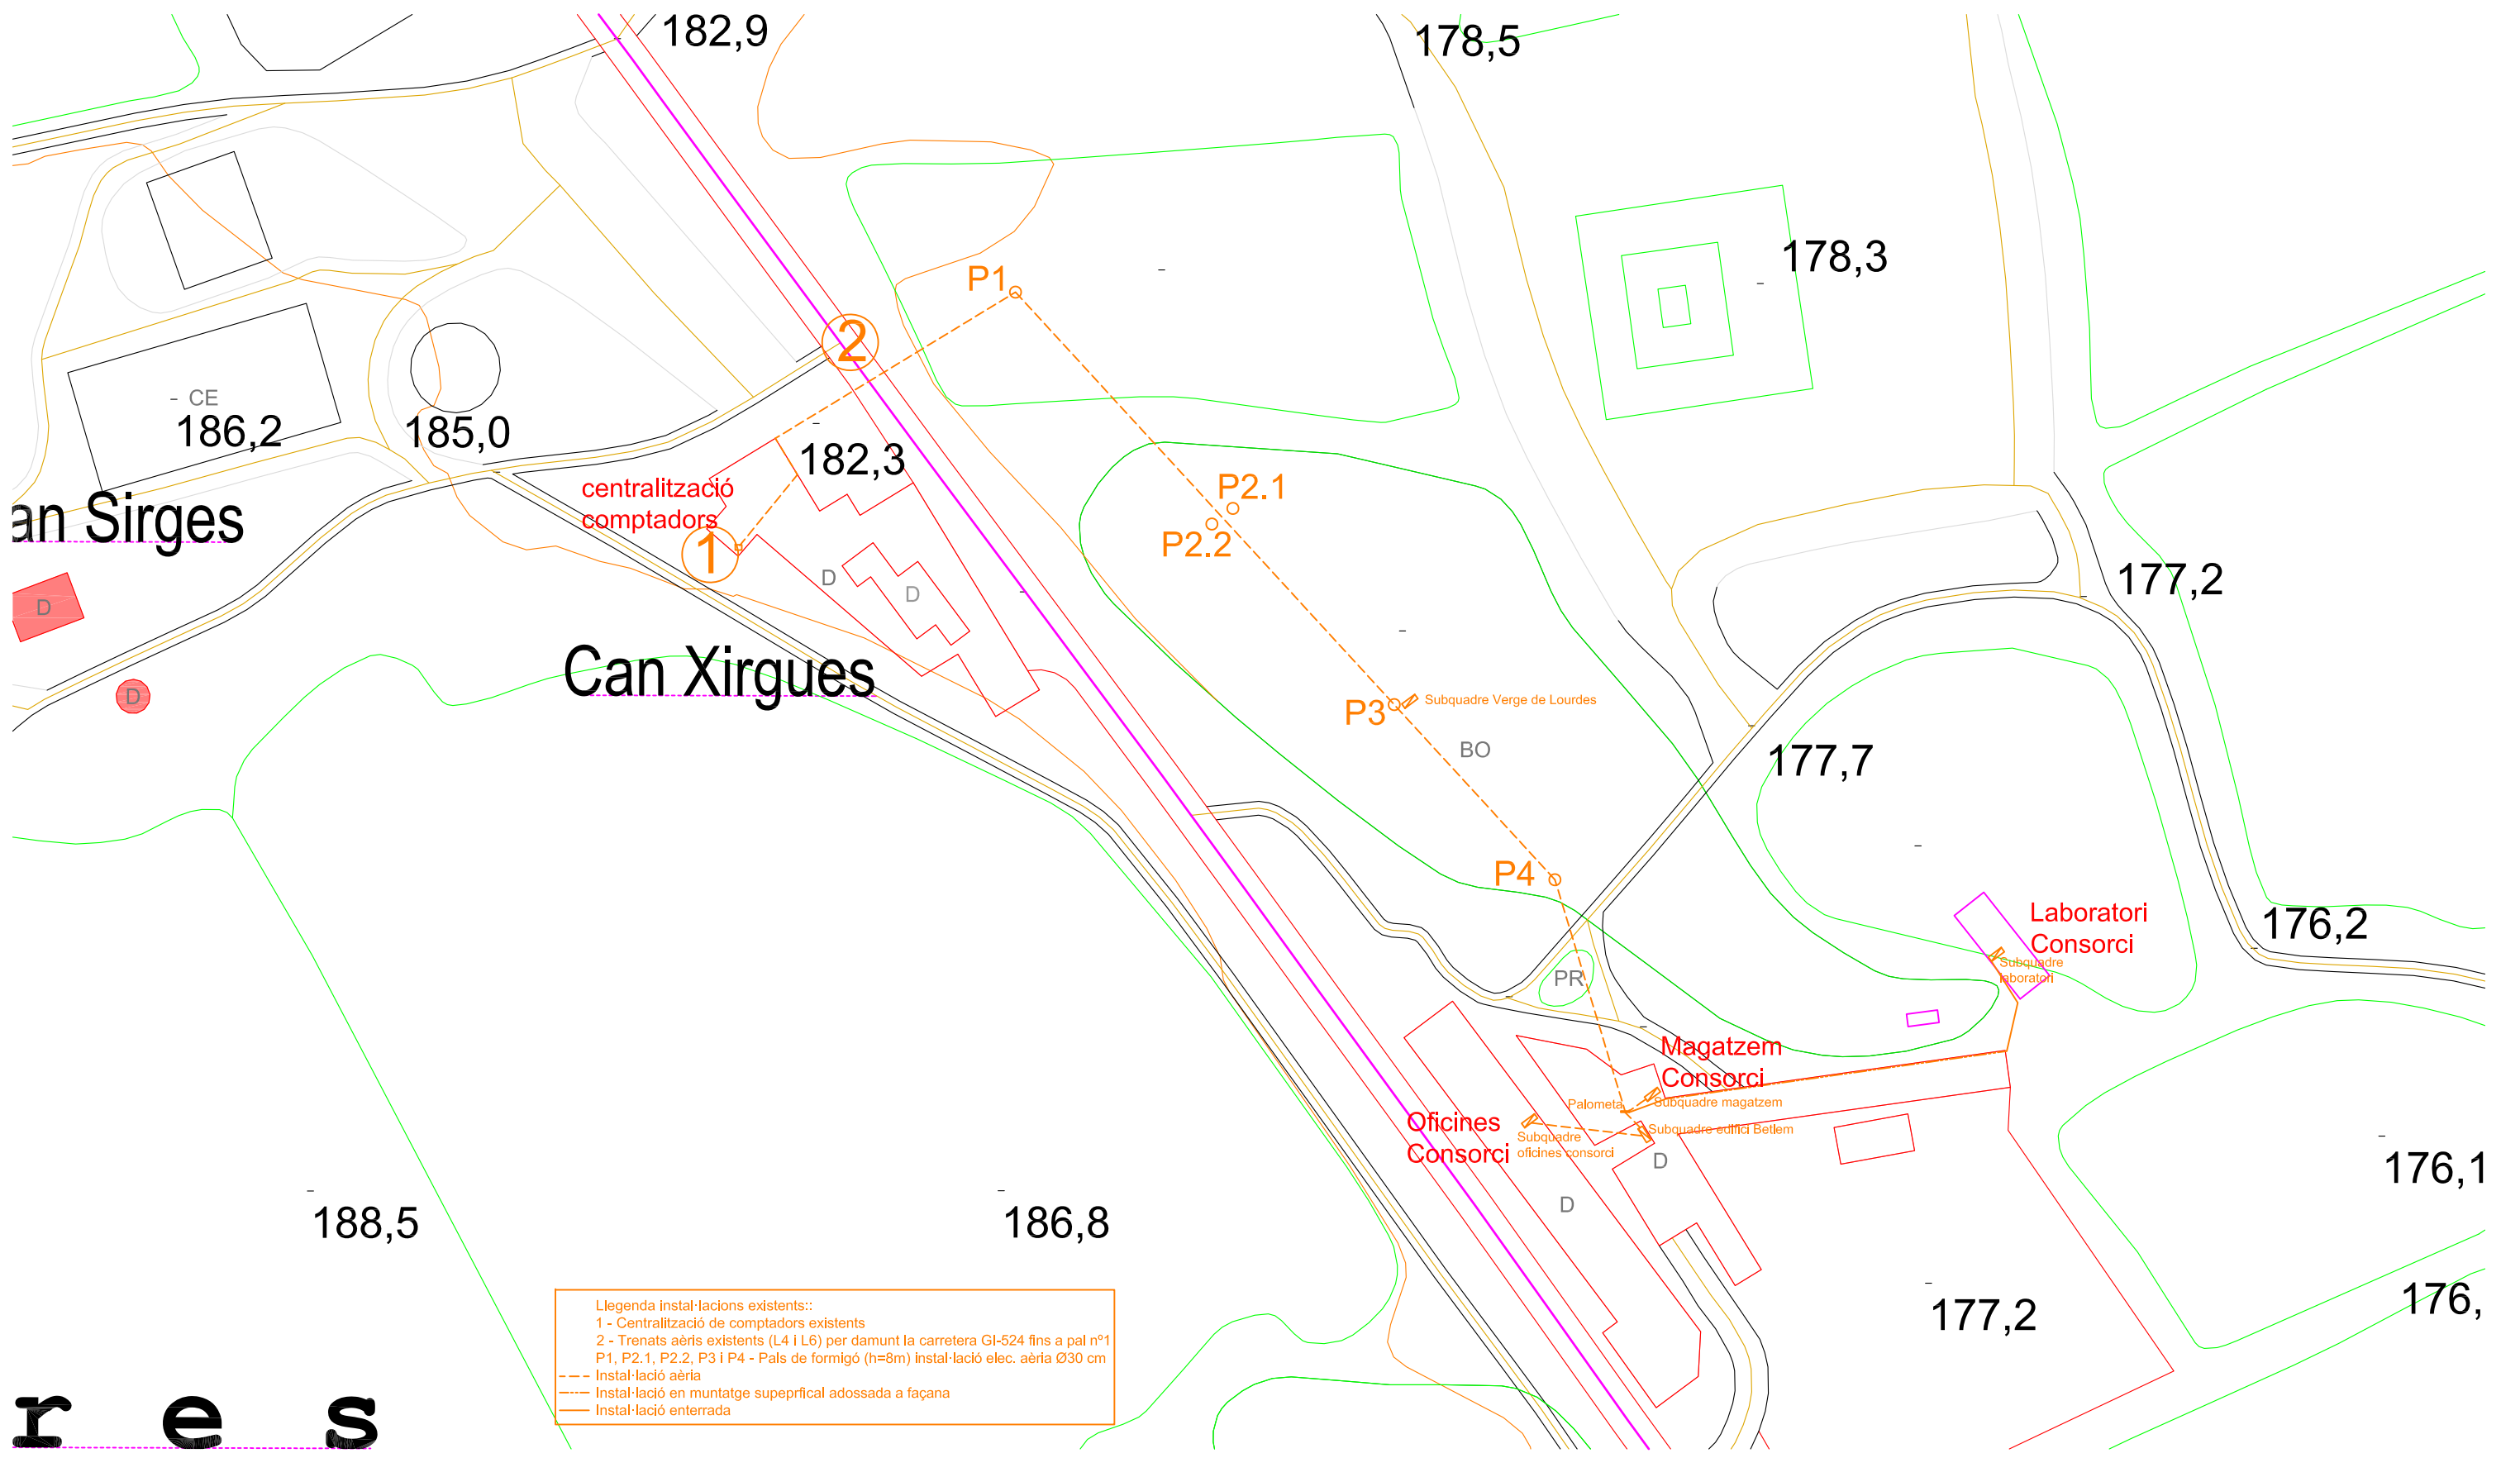 182,9
178,5
178,3
P1
2
CE
186,2
185,0
182,3
centralització
comptadors
P2.1
P2.2
an Sirges
1
177,2
D
D
D
D
Can Xirgues
P3
Subquadre Verge de Lourdes
BO
177,7
P4
Laboratori
Consorci
176,2
Subquadre
laboratori
PR
Magatzem
Consorci
Palometa
Subquadre magatzem
Oficines
Consorci
Subquadre
oficines consorci
Subquadre edifici Betlem
D
D
176,1
188,5
186,8
177,2
176,
Llegenda instal·lacions existents::
1 - Centralització de comptadors existents
2 - Trenats aèris existents (L4 i L6) per damunt la carretera GI-524 fins a pal nº1
P1, P2.1, P2.2, P3 i P4 - Pals de formigó (h=8m) instal·lació elec. aèria Ø30 cm
Instal·lació aèria
Instal·lació en muntatge supeprfical adossada a façana
Instal·lació enterrada
r e s